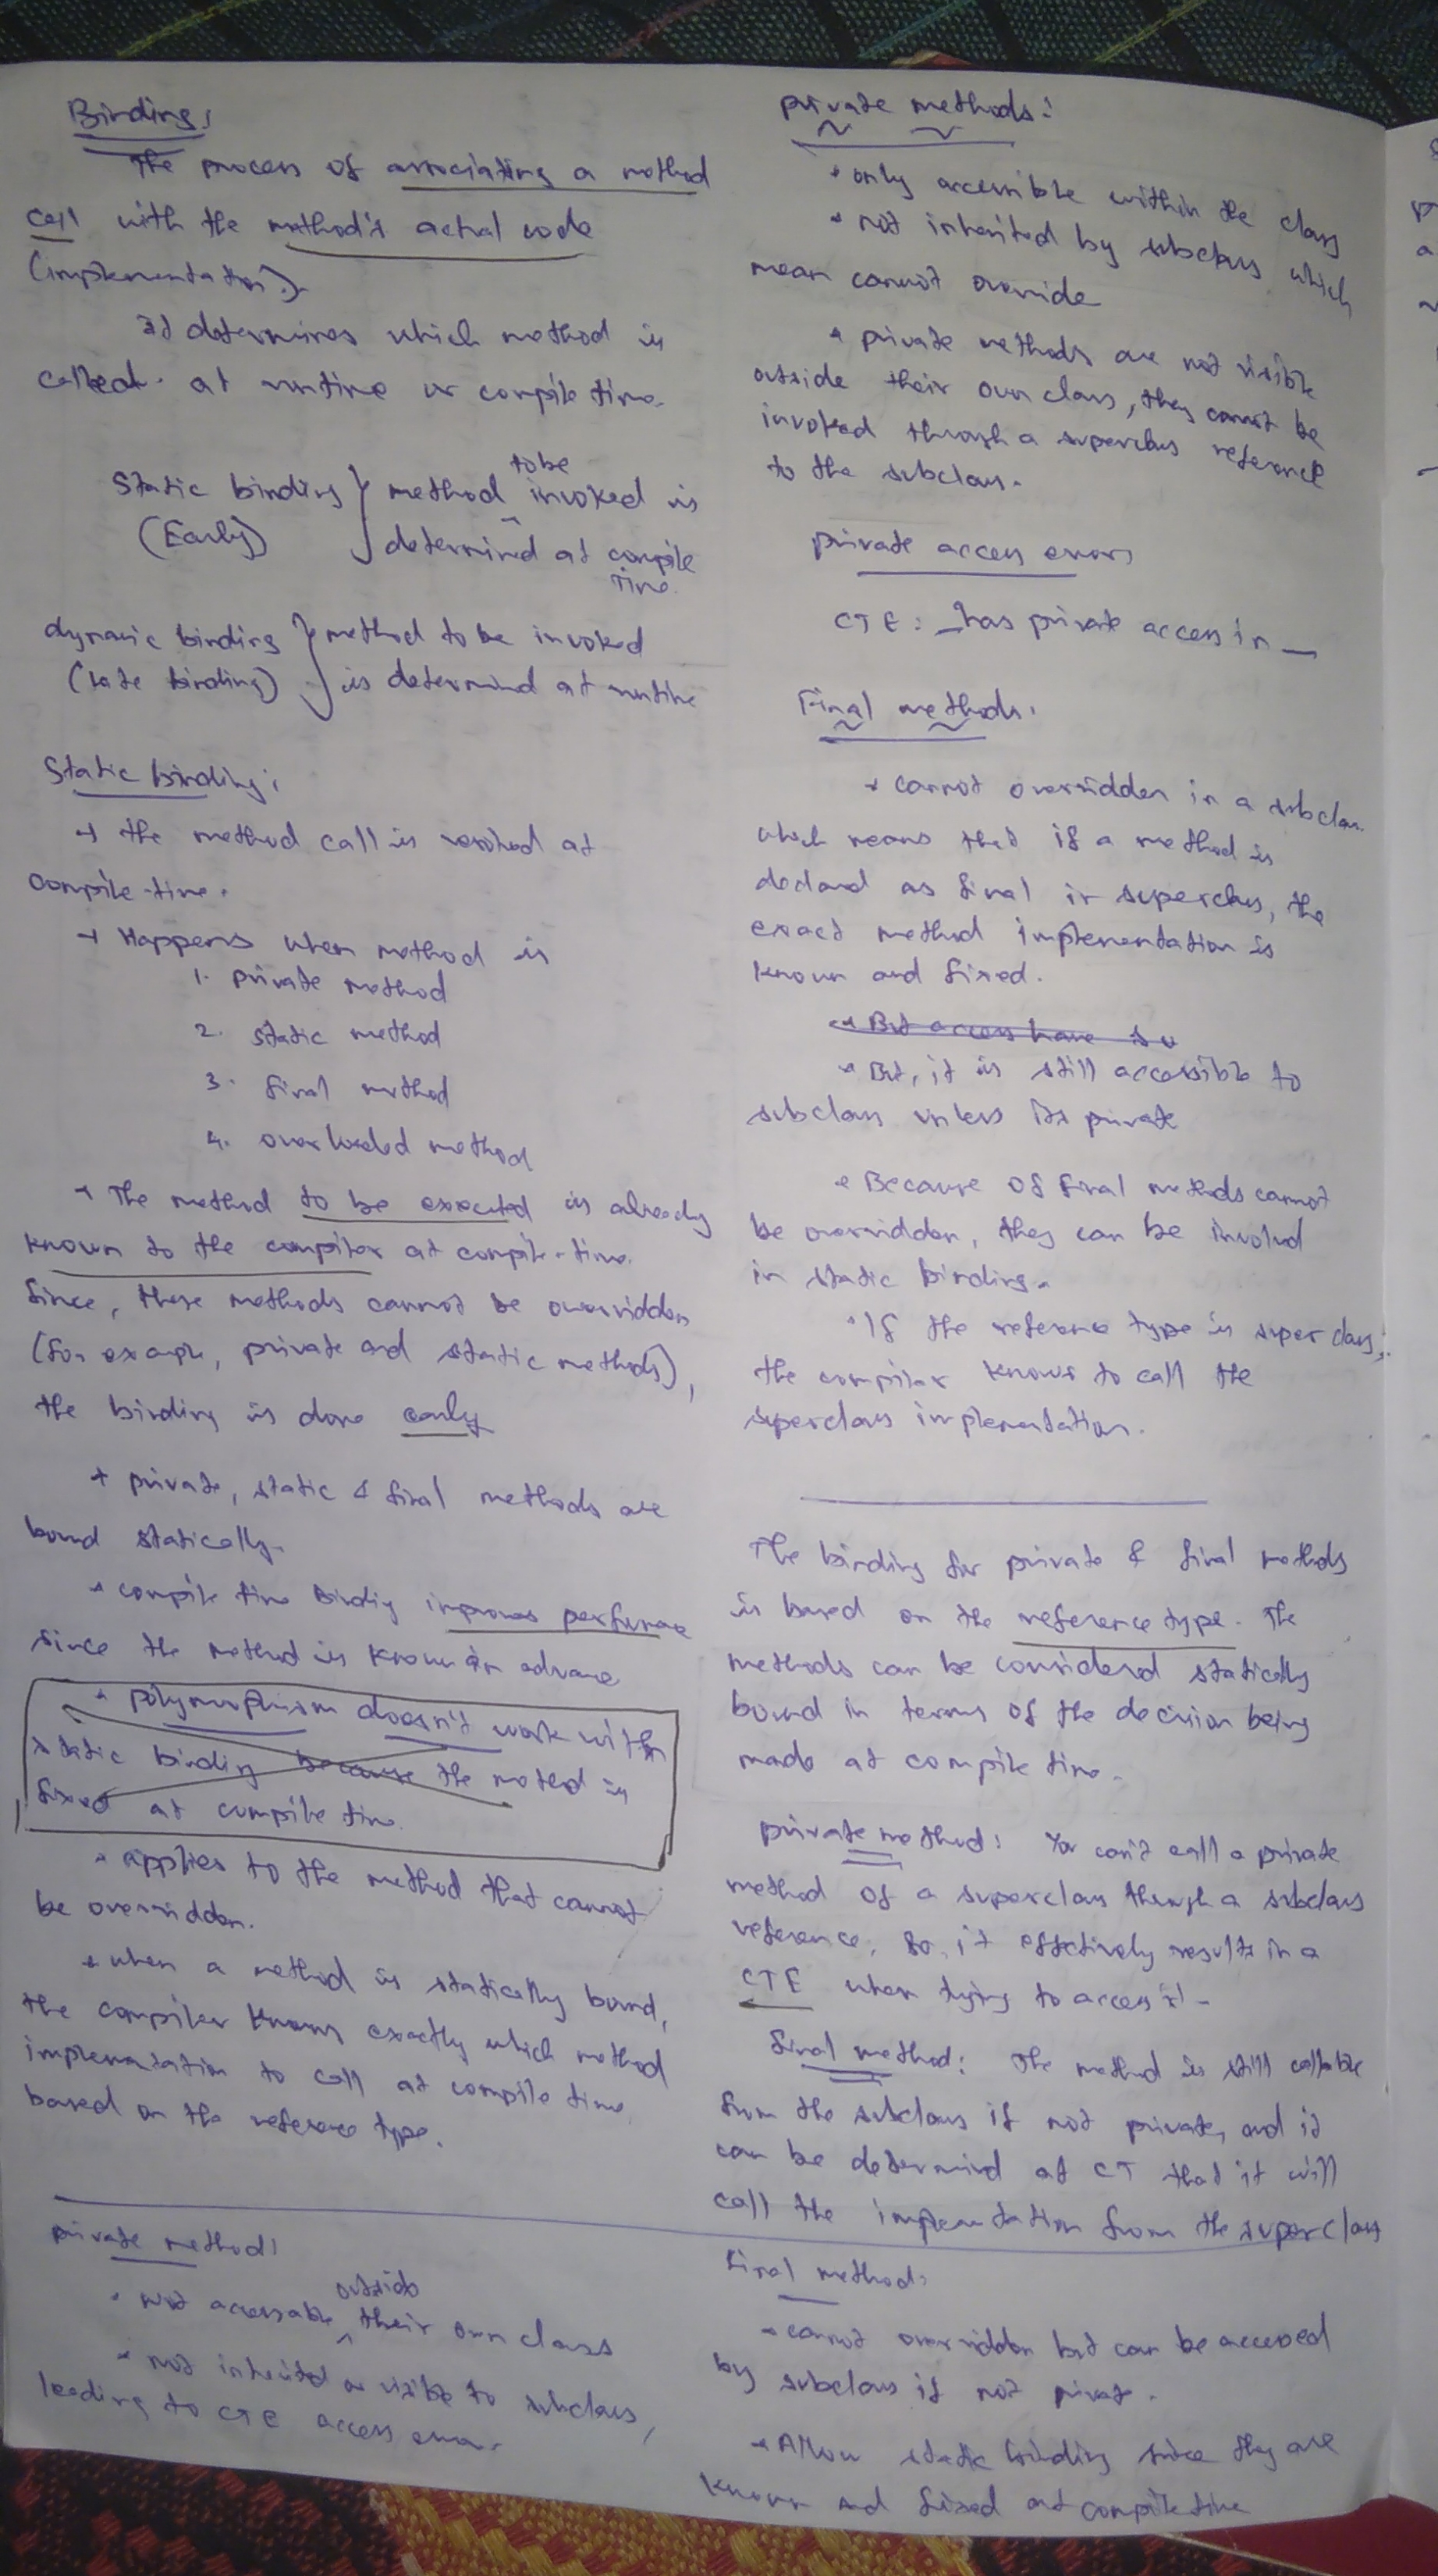 Binding:
The process of associating a method
call with the method's actual code
(implementation).
It determines which method is
called at runtime or compile time.
Static binding } method to be invoked is
(Early) determined at compile
time.
dynamic binding } method to be invoked
(Late binding) is determind at runtime
Static binding:
→ the method call is resolved at
compile-time.
→ Happens when method is
1. private method
2. static method
3. final method
4. overloaded method
→ The method to be executed is already
known to the compiler at compile-time.
Since, these methods cannot be overridden
(for example, private and static methods),
the binding is done early
+ private, static & final methods are
bound statically.
* compile time Binding improves
since the method is known in advance
* polymorphism doesn't work with
static binding because the method is
fixed at compile time.
* applies to the method that cannot
be overridden.
* when a method is statically bound,
the compiler knows exactly which method
implementation to call at compile time
based on the reference type.
private method:
* Not accessable outside their own class
* not inherited or visible to subclass,
leading to CTE access error.
private methods:
* only accessible within the class
* not inherited by subclass which
mean cannot override
* private methods are not visible
outside their own class, they cannot be
invoked through a superclass reference
to the subclass.
private access errors
CTE: _has private access in _
Final methods:
* cannot overridden in a subclass
which means that if a method is
declared as final in superclass, the
exact method implementation is
known and fixed.
* But access have is
* But, it is still accessible to
subclass unless its private
* Because of final methods cannot
be overridden, they can be involved
in static binding.
* If the reference type is super class,
the compiler knows to call the
superclass implementation.
The binding for private & final methods
is based on the reference type. The
methods can be considered statically
bound in terms of the decision being
made at compile time.
private method: You can't call a private
method of a superclass through a subclass
reference, so, it effectively results in a
CTE when trying to access it.
final method: The method is still callable
from the subclass if not private, and it
can be determind at CT that it will
call the implementation from the superclass
Final method:
* cannot overridden but can be accessed
by subclass if not private.
* Allow static binding since they are
known and fixed at compile time